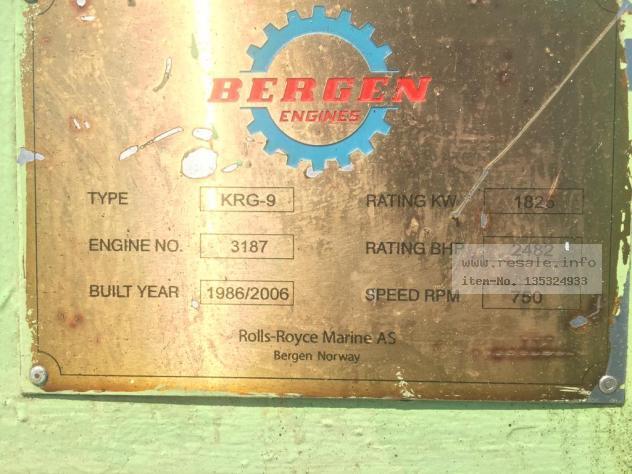 BERGEN
ENGINES
TYPE KRG-9 RATING KW 1825
ENGINE NO. 3187 RATING BHP 2482
www.resale.info
item-No. 135324933
BUILT YEAR 1986/2006 SPEED RPM 750
Rolls-Royce Marine AS
Bergen Norway